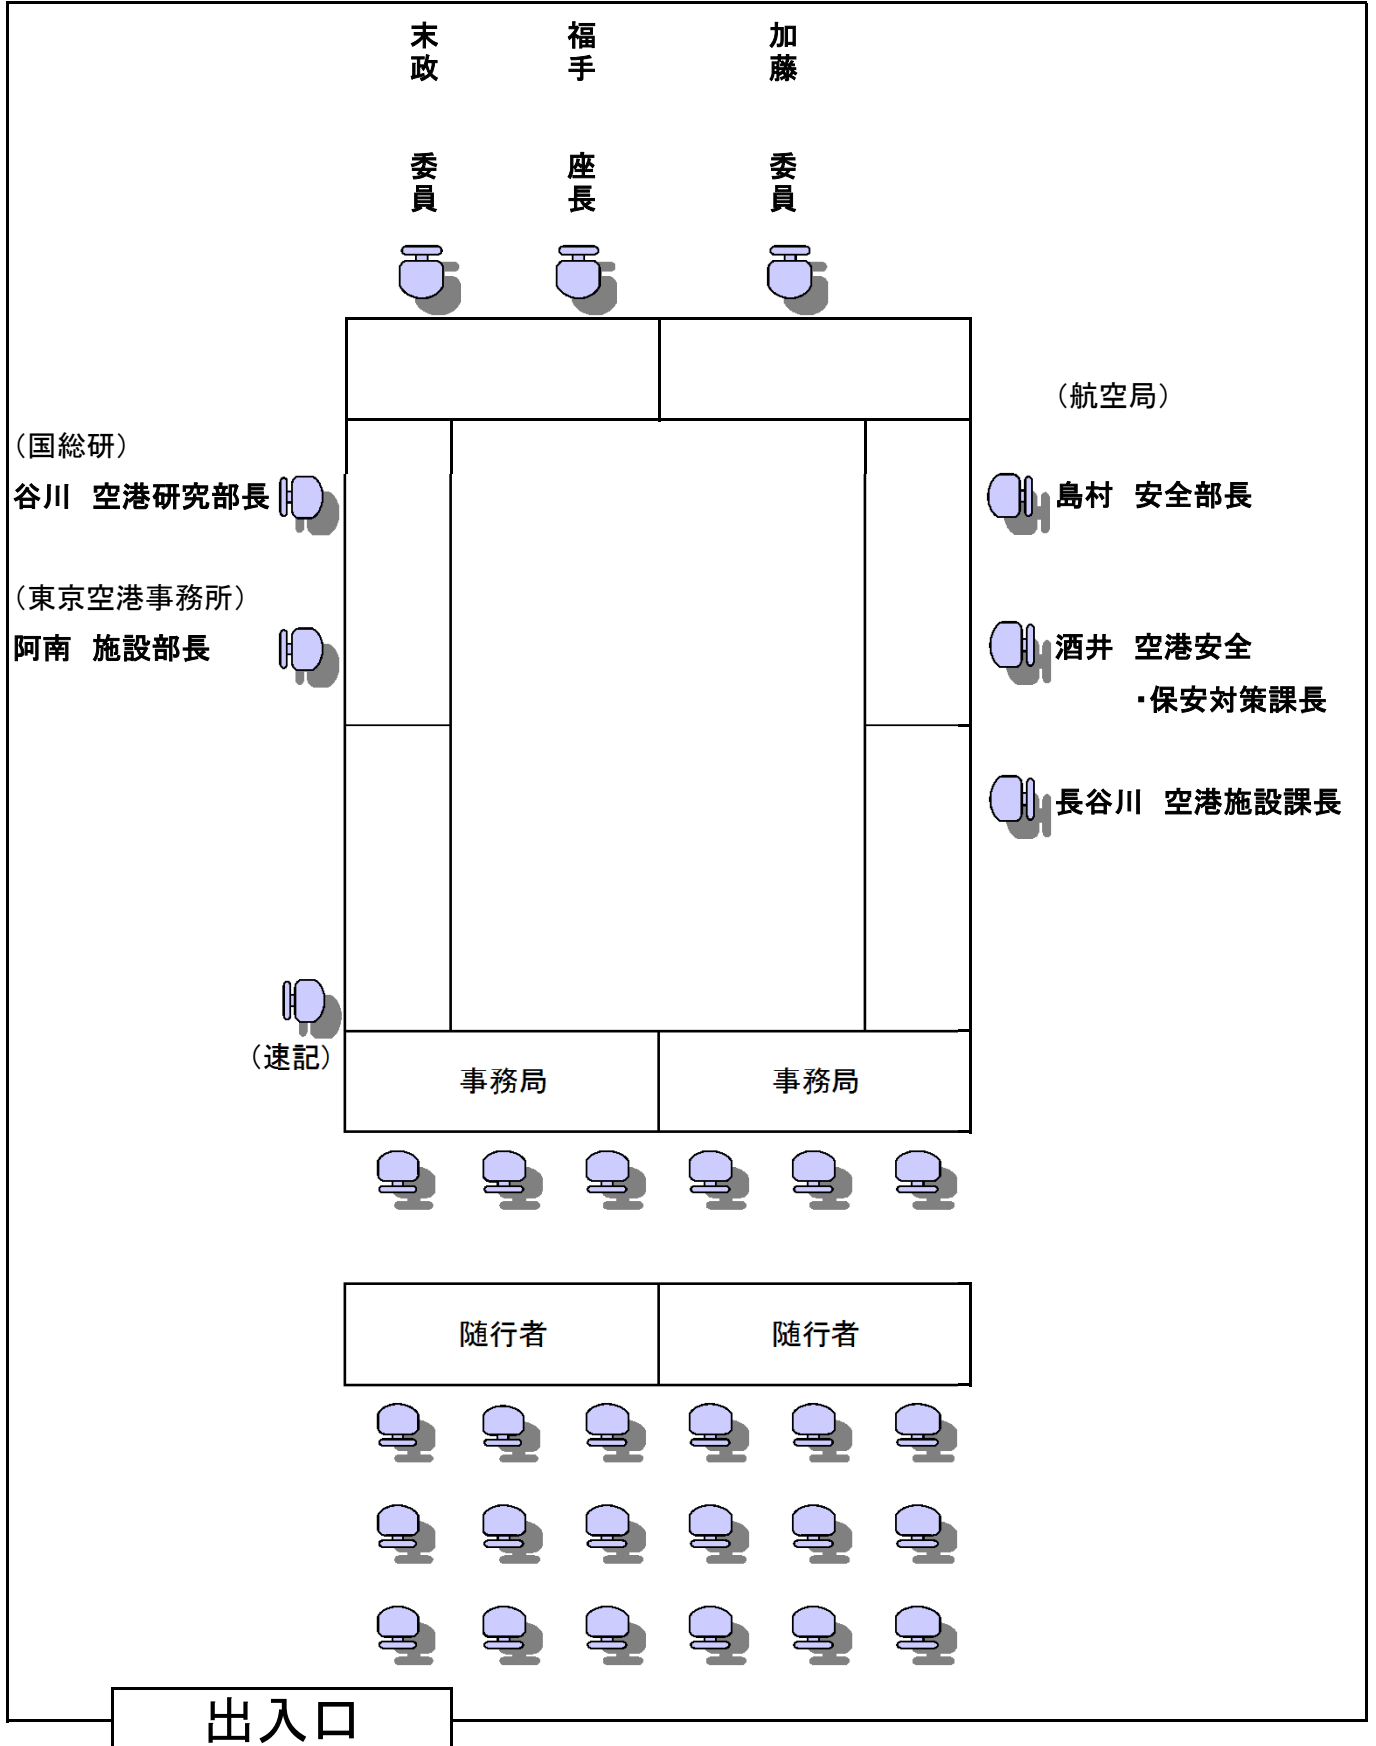 末政 委員
福手 座長
加藤 委員
（航空局）
（国総研）
谷川 空港研究部長
島村 安全部長
（東京空港事務所）
阿南 施設部長
酒井 空港安全
・保安対策課長
長谷川 空港施設課長
（速記）
事務局
事務局
随行者
随行者
出入口